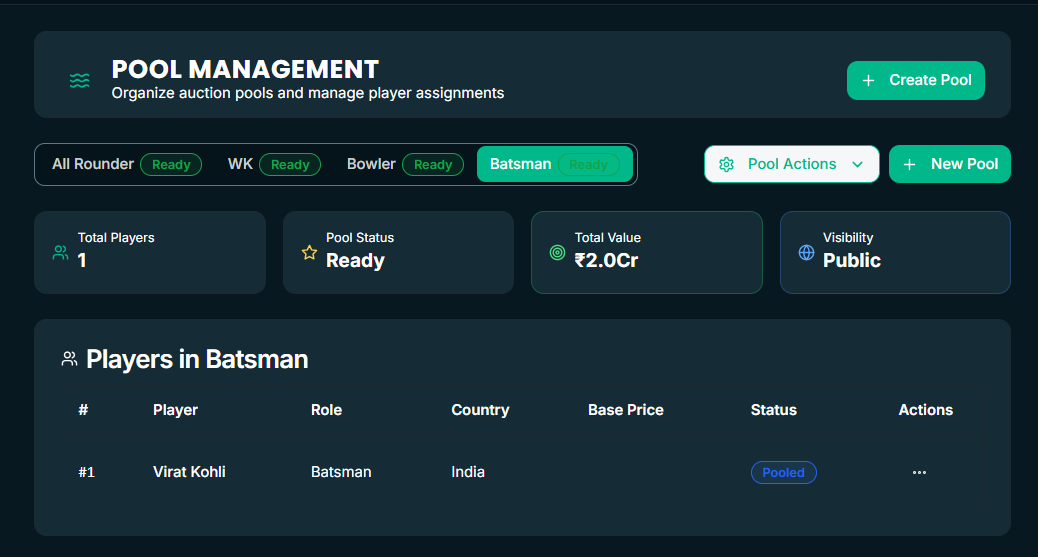 POOL MANAGEMENT
Organize auction pools and manage player assignments
+ Create Pool
All Rounder Ready WK Ready Bowler Ready Batsman Ready
Pool Actions
+ New Pool
Total Players
1
Pool Status
Ready
Total Value
₹2.0Cr
Visibility
Public
Players in Batsman
# Player Role Country Base Price Status Actions
#1 Virat Kohli Batsman India Pooled ...